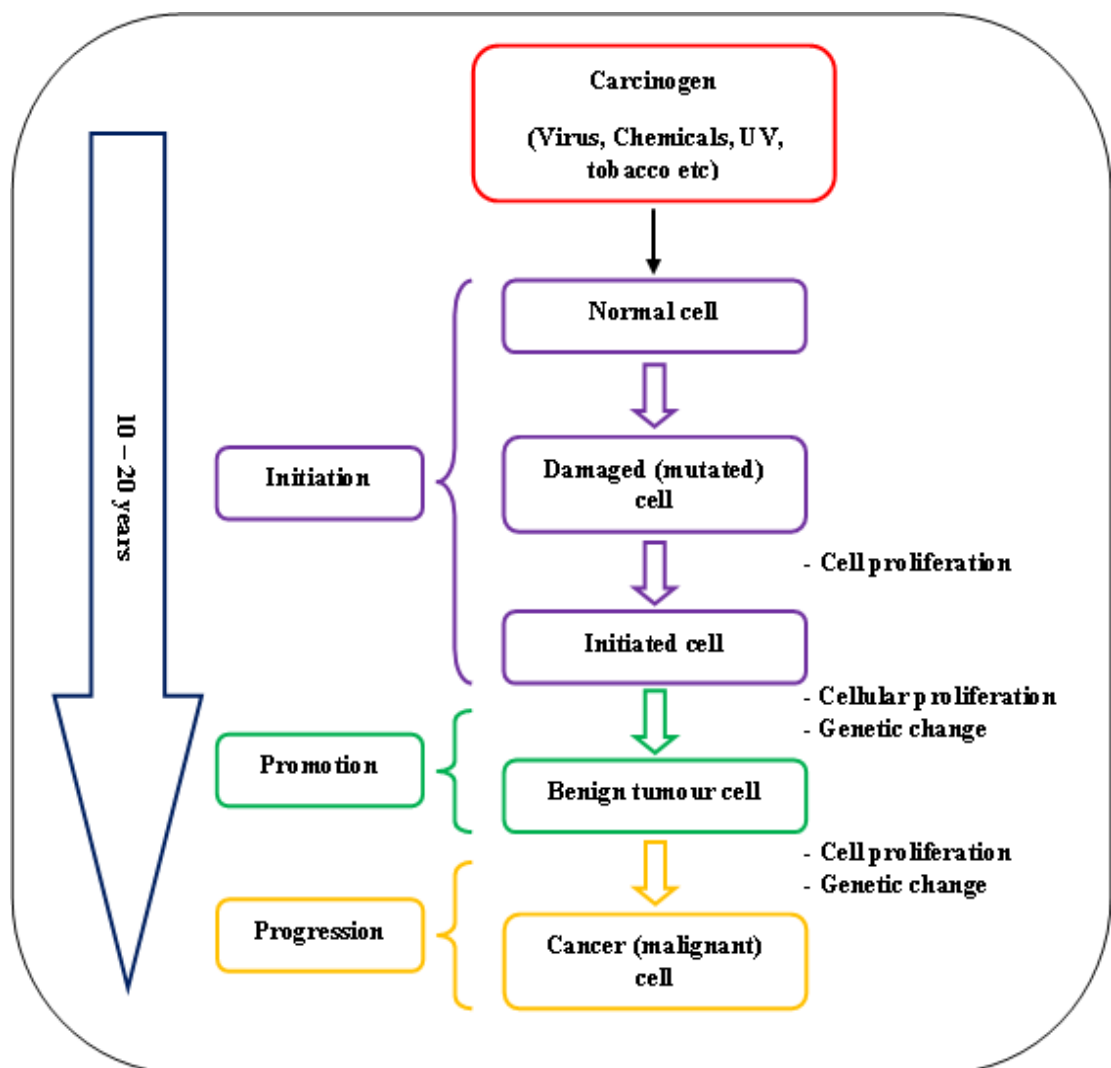 Carcinogen
(Virus, Chemicals, UV,
tobacco etc)
Normal cell
10 – 20 years
Initiation
Damaged (mutated)
cell
- Cell proliferation
Initiated cell
- Cellular proliferation
- Genetic change
Promotion
Benign tumour cell
- Cell proliferation
- Genetic change
Progression
Cancer (malignant)
cell